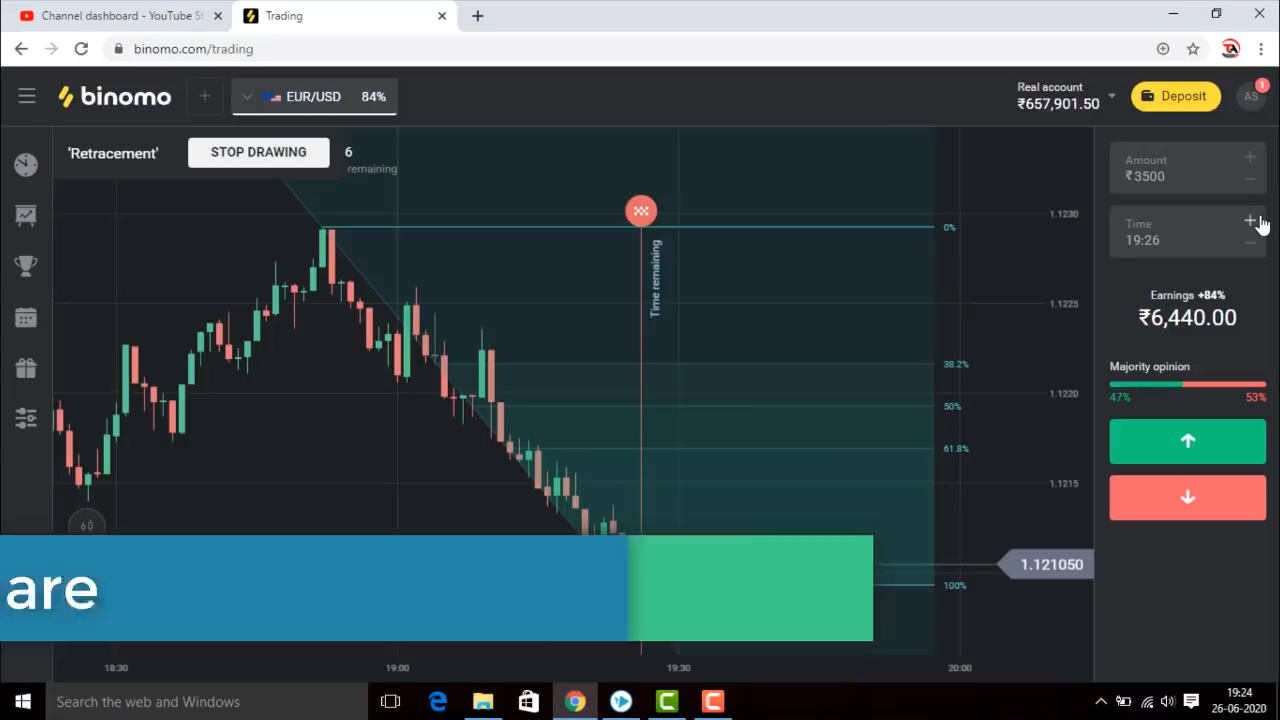 Channel dashboard - YouTube St
Trading
binomo.com/trading
binomo
EUR/USD 84%
Real account
₹657,901.50
Deposit
AS
1
'Retracement'
STOP DRAWING
6
remaining
Time remaining
0%
38.2%
50%
61.8%
100%
1.1230
1.1225
1.1220
1.1215
1.121050
18:30
19:00
19:30
20:00
Amount
₹3500
Time
19:26
Earnings +84%
₹6,440.00
Majority opinion
47%
53%
are
Search the web and Windows
19:24
26-06-2020